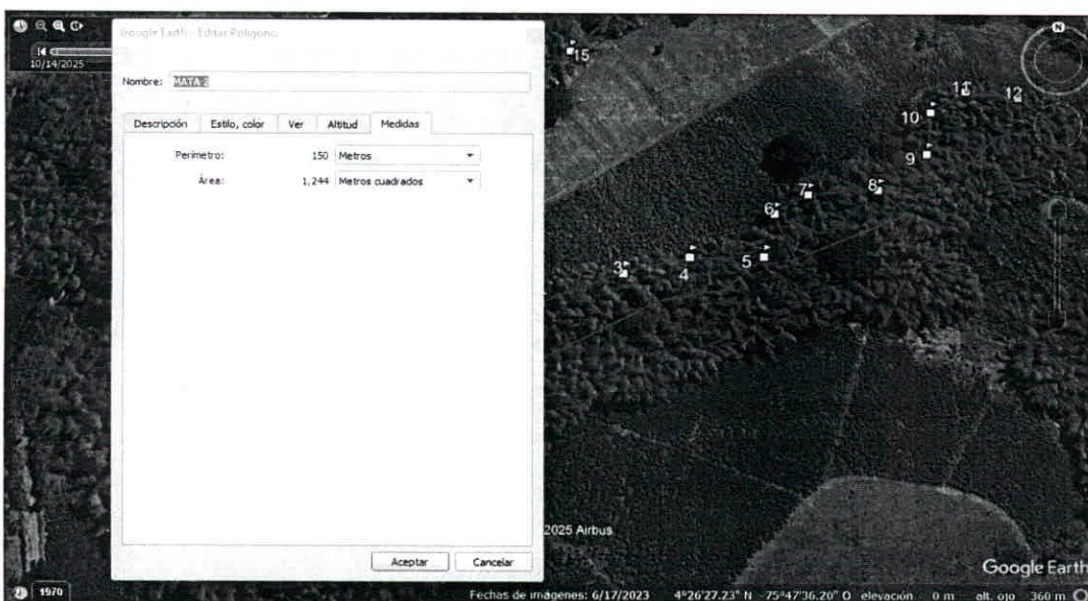 Google Earth - Editar Polígono
10/14/2025
Nombre: MATA 2
Descripción Estilo, color Ver Altitud Medidas
Perímetro: 150 Metros
Área: 1,244 Metros cuadrados
Aceptar Cancelar
15
11
12
10
9
8
7
6
5
4
3
N
2025 Airbus
Google Earth
1970
Fechas de imágenes: 6/17/2023 4°26'27.23" N -75°47'36.20" O elevación 0 m alt. ojo 360 m